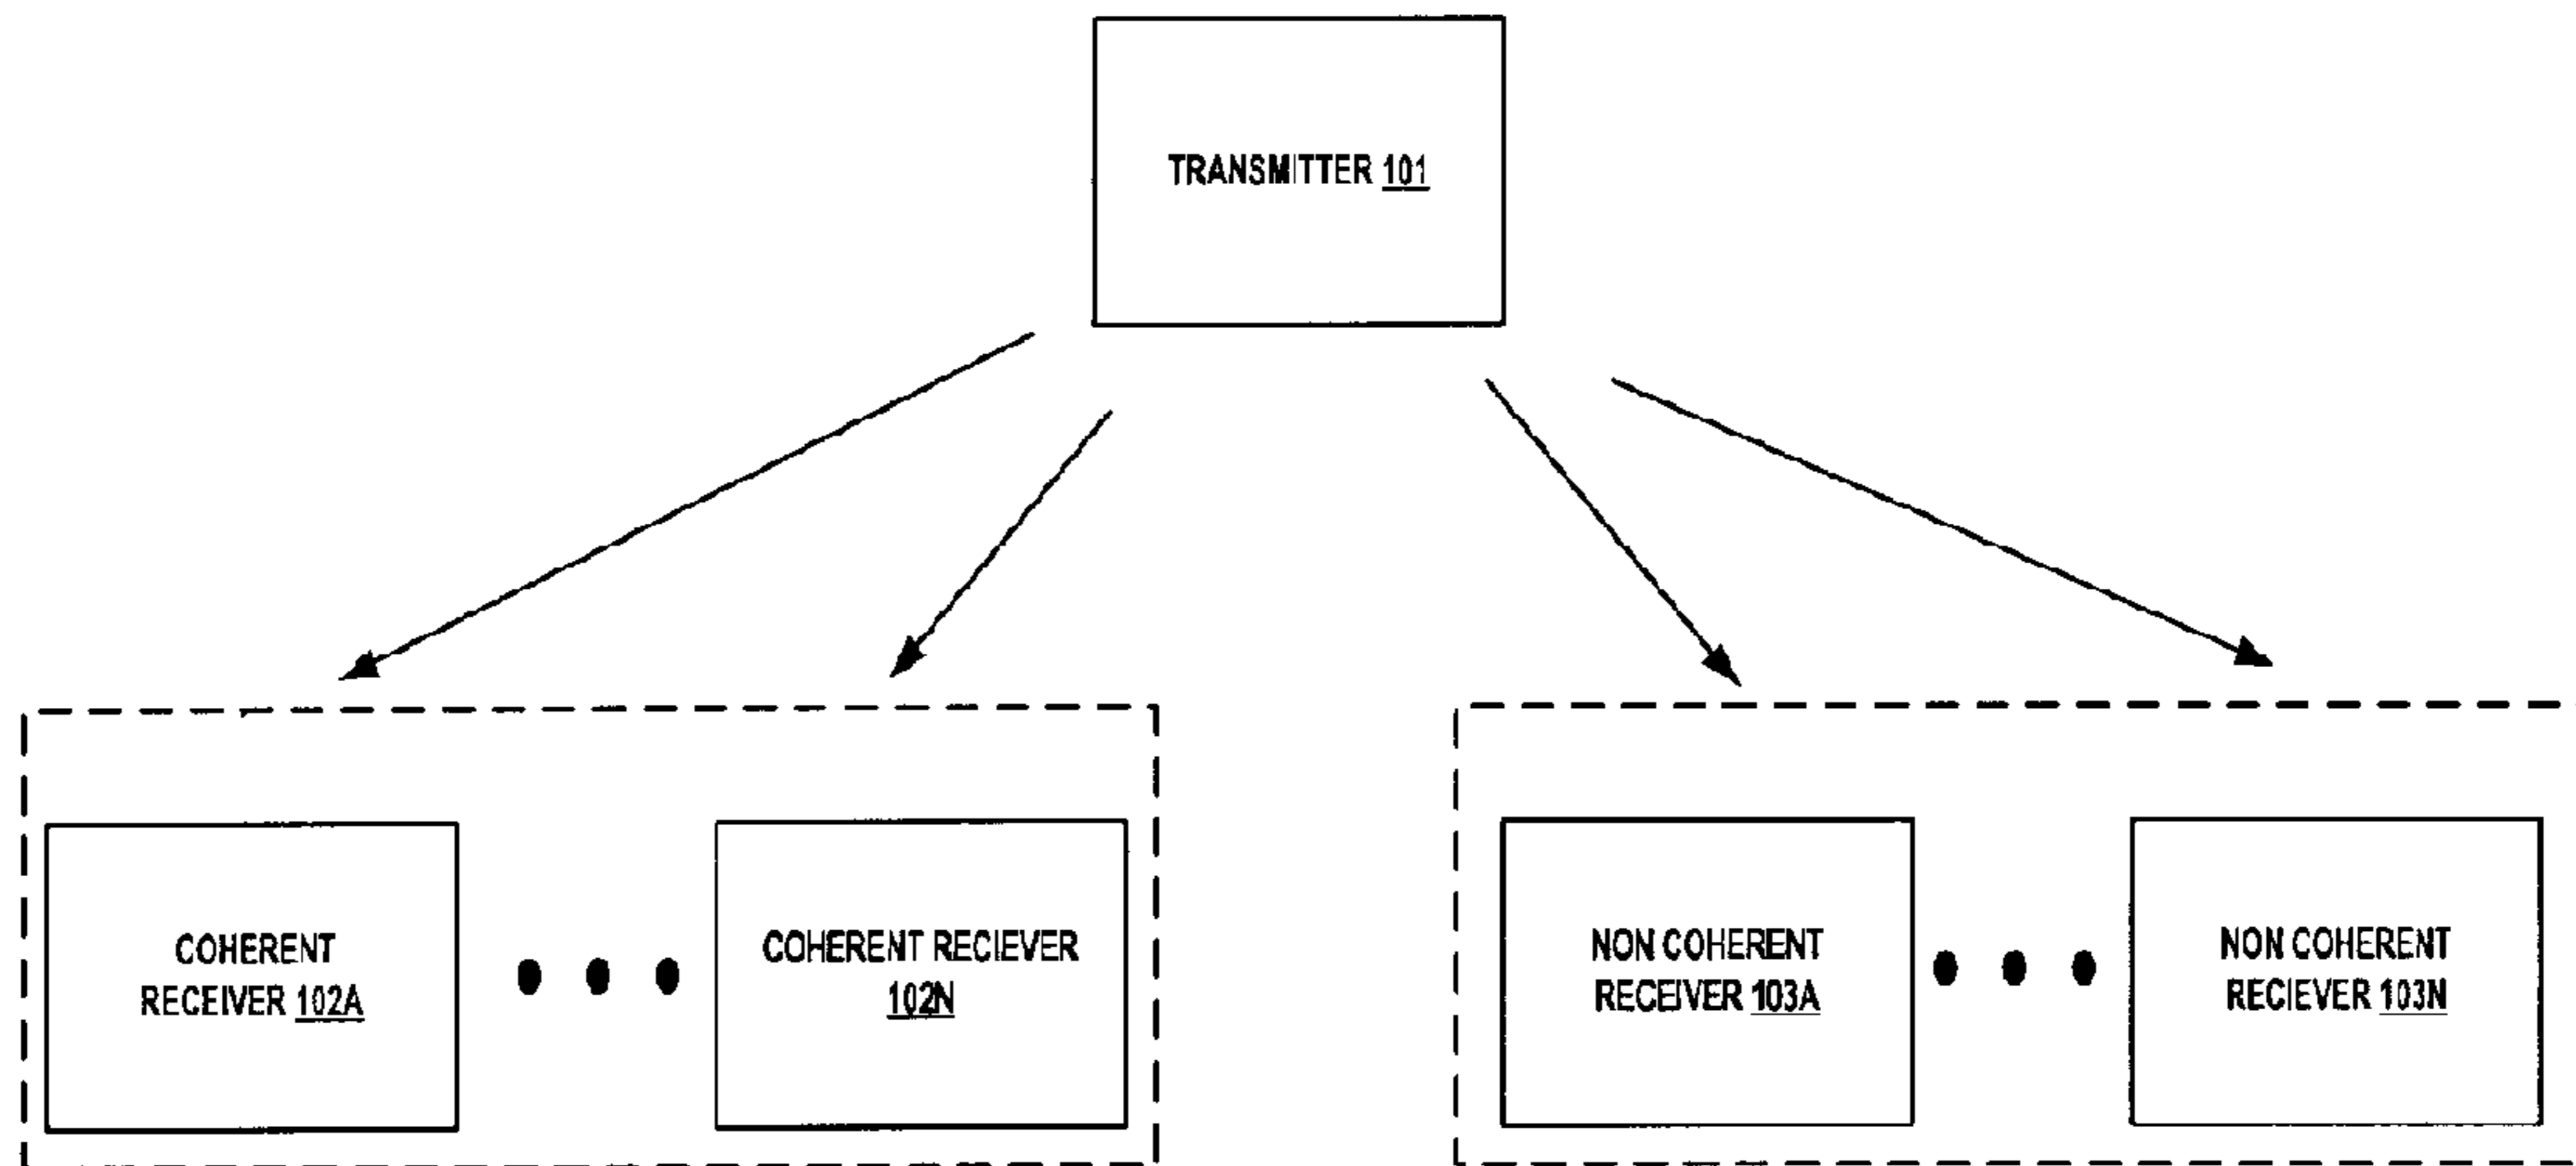 TRANSMITTER 101
COHERENT
RECEIVER 102A
COHERENT RECIEVER
102N
NON COHERENT
RECEIVER 103A
NON COHERENT
RECIEVER 103N